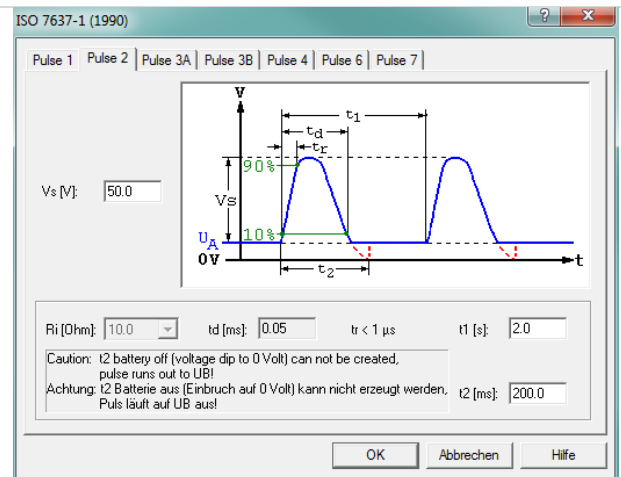 ISO 7637-1 (1990)
Pulse 1 Pulse 2 Pulse 3A Pulse 3B Pulse 4 Pulse 6 Pulse 7
V
t1
td
tr
90%
Vs [V]: 50.0
Vs
10%
UA
0V
t
t2
Ri [Ohm]: 10.0 td [ms]: 0.05 tr < 1 µs t1 [s]: 2.0
Caution: t2 battery off (voltage dip to 0 Volt) can not be created,
pulse runs out to UB!
Achtung: t2 Batterie aus (Einbruch auf 0 Volt) kann nicht erzeugt werden,
Puls läuft auf UB aus!
t2 [ms]: 200.0
OK Abbrechen Hilfe